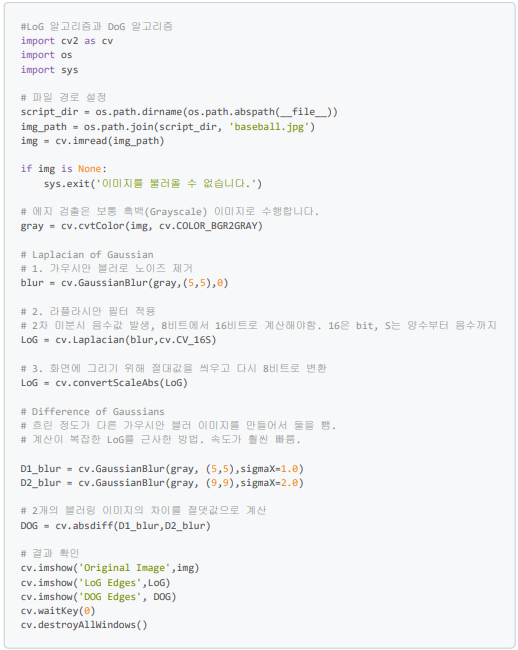 #LoG 알고리즘과 DoG 알고리즘
import cv2 as cv
import os
import sys
# 파일 경로 설정
script_dir = os.path.dirname(os.path.abspath(__file__))
img_path = os.path.join(script_dir, 'baseball.jpg')
img = cv.imread(img_path)
if img is None:
    sys.exit('이미지를 불러올 수 없습니다.')
# 에지 검출은 보통 흑백(Grayscale) 이미지로 수행합니다.
gray = cv.cvtColor(img, cv.COLOR_BGR2GRAY)
# Laplacian of Gaussian
# 1. 가우시안 블러로 노이즈 제거
blur = cv.GaussianBlur(gray,(5,5),0)
# 2. 라플라시안 필터 적용
# 2차 미분시 음수값 발생, 8비트에서 16비트로 계산해야함. 16은 bit, S는 양수부터 음수까지
LoG = cv.Laplacian(blur,cv.CV_16S)
# 3. 화면에 그리기 위해 절대값을 씌우고 다시 8비트로 변환
LoG = cv.convertScaleAbs(LoG)
# Difference of Gaussians
# 흐린 정도가 다른 가우시안 블러 이미지를 만들어서 둘을 뺌.
# 계산이 복잡한 LoG를 근사한 방법. 속도가 훨씬 빠름.
D1_blur = cv.GaussianBlur(gray, (5,5),sigmaX=1.0)
D2_blur = cv.GaussianBlur(gray, (9,9),sigmaX=2.0)
# 2개의 블러링 이미지의 차이를 절댓값으로 계산
DOG = cv.absdiff(D1_blur,D2_blur)
# 결과 확인
cv.imshow('Original Image',img)
cv.imshow('LoG Edges',LoG)
cv.imshow('DOG Edges', DOG)
cv.waitKey(0)
cv.destroyAllWindows()